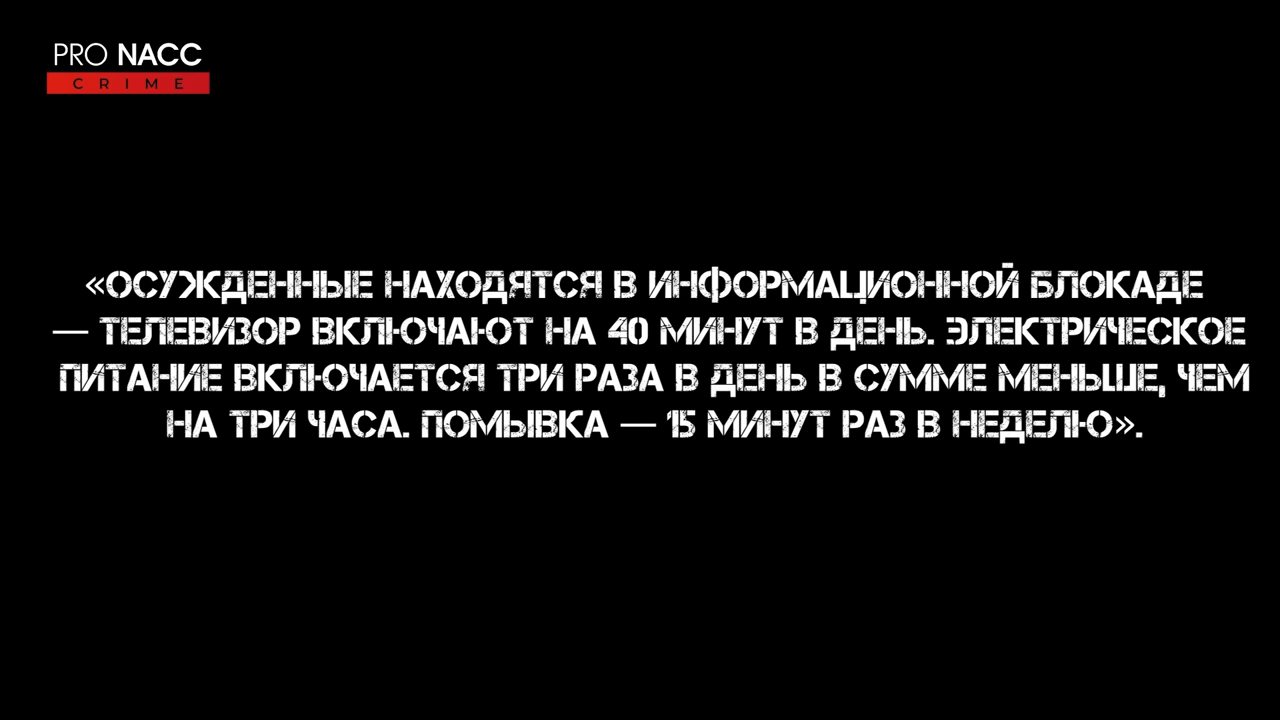 PRO NACC
CRIME
«ОСУЖДЕННЫЕ НАХОДЯТСЯ В ИНФОРМАЦИОННОЙ БЛОКАДЕ
— ТЕЛЕВИЗОР ВКЛЮЧАЮТ НА 40 МИНУТ В ДЕНЬ. ЭЛЕКТРИЧЕСКОЕ
ПИТАНИЕ ВКЛЮЧАЕТСЯ ТРИ РАЗА В ДЕНЬ В СУММЕ МЕНЬШЕ, ЧЕМ
НА ТРИ ЧАСА. ПОМЫВКА — 15 МИНУТ РАЗ В НЕДЕЛЮ».